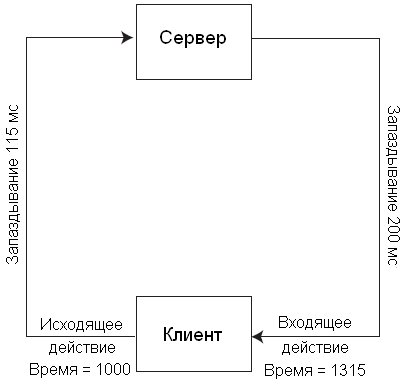 Сервер
Запаздывание 115 мс
Запаздывание 200 мс
Исходящее
действие
Время = 1000
Клиент
Входящее
действие
Время = 1315